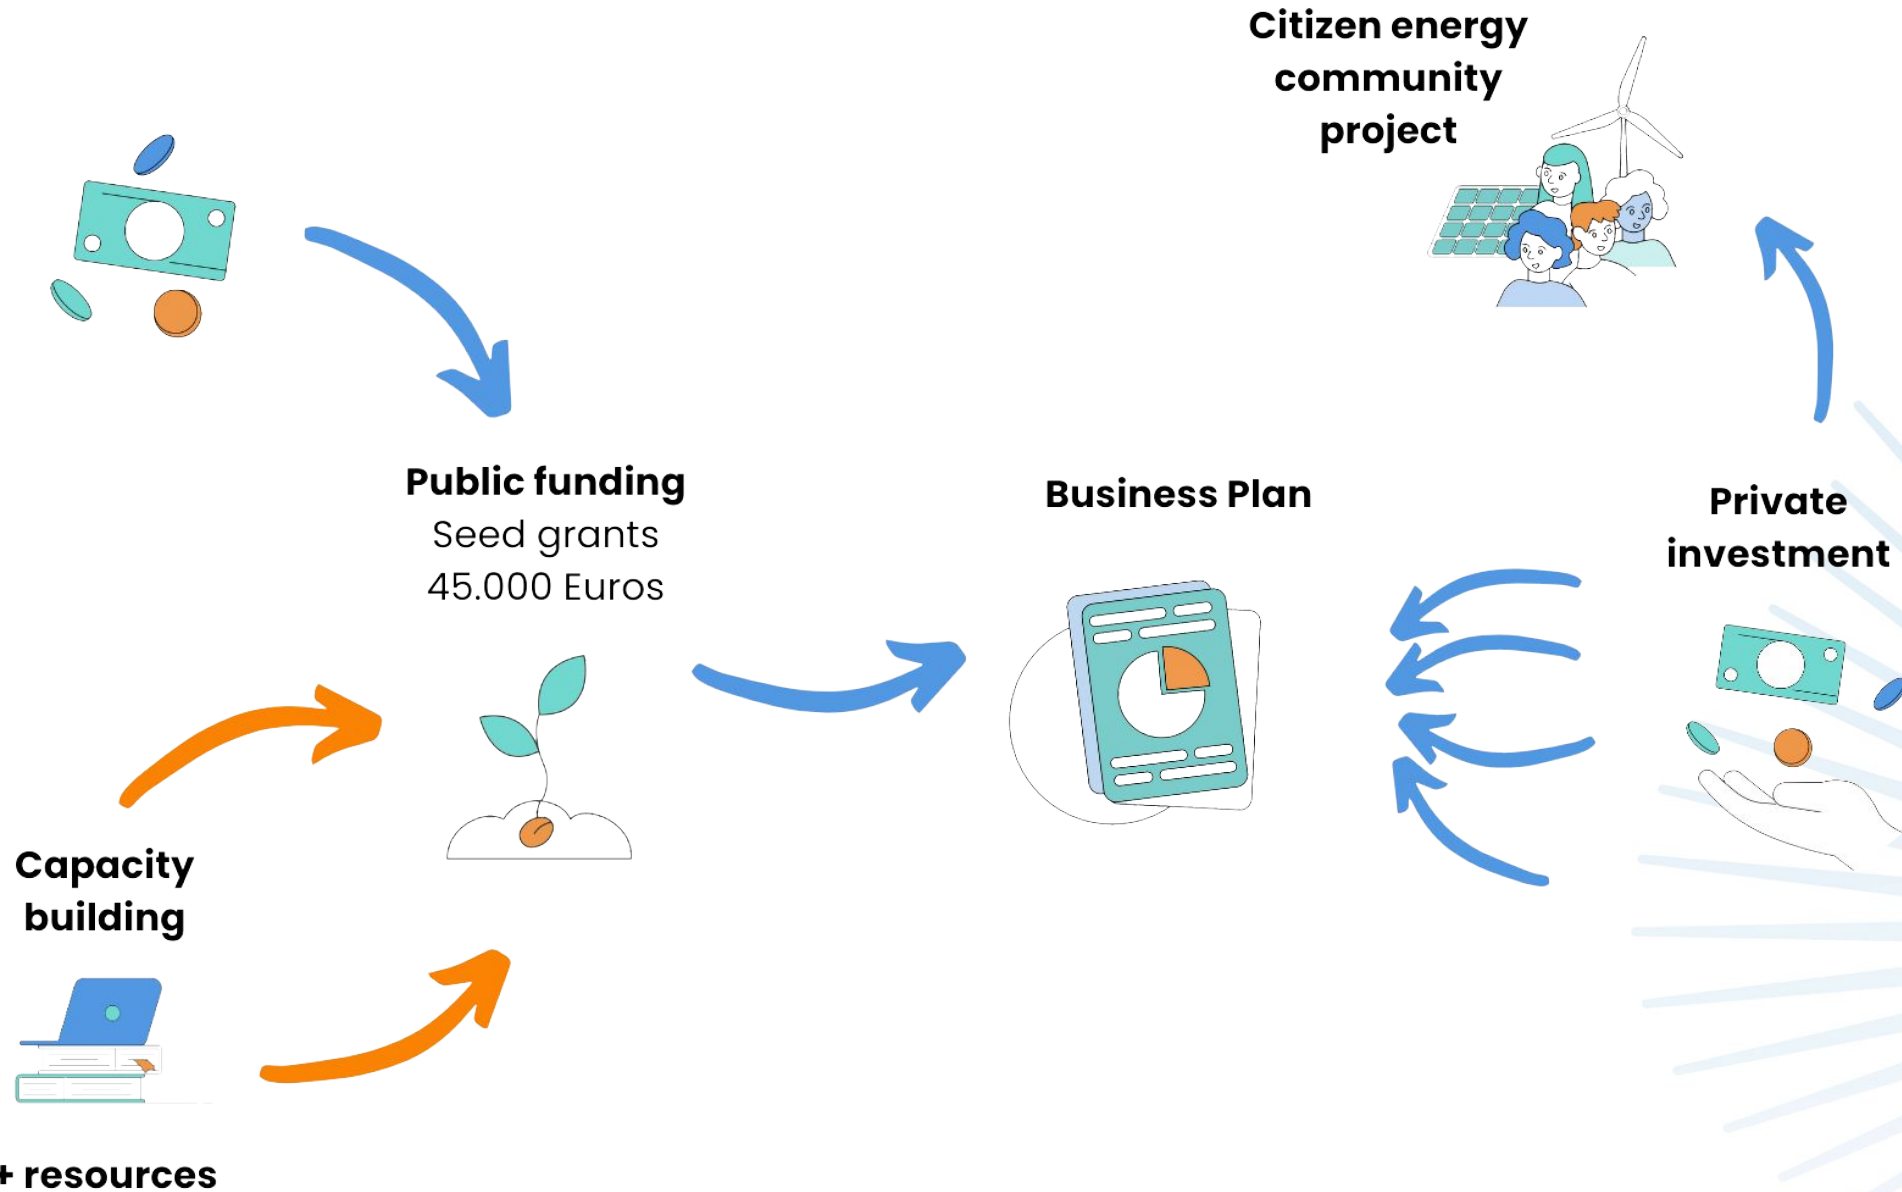 Citizen energy
community
project
Public funding
Seed grants
45.000 Euros
Business Plan
Private
investment
Capacity
building
+ resources